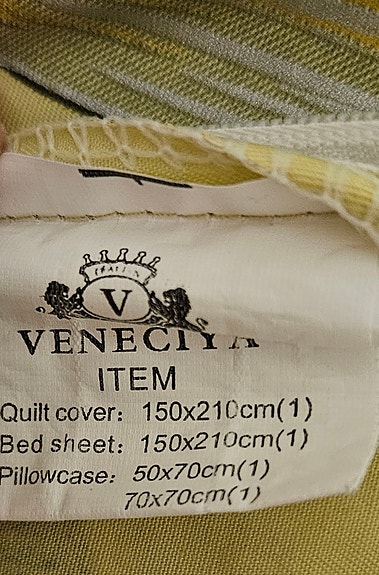 V
VENECIYA
ITEM
Quilt cover: 150x210cm(1)
Bed sheet: 150x210cm(1)
Pillowcase: 50x70cm(1)
70x70cm(1)